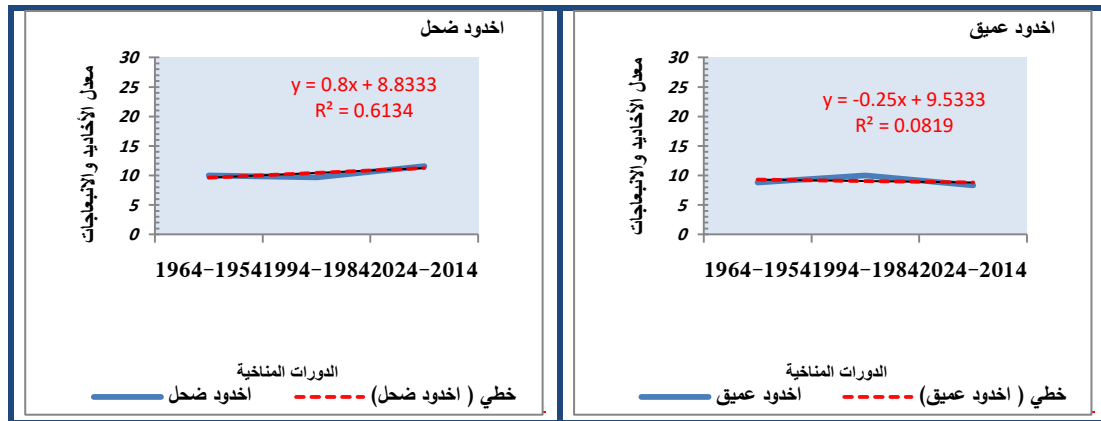 اخدود عميق
معدل الأخاديد والانبعاجات
30
25
20
15
10
5
0
y = -0.25x + 9.5333
R² = 0.0819
1964-1954 1994-1984 2024-2014
الدورات المناخية
اخدود عميق خطي ( اخدود عميق)
اخدود ضحل
معدل الأخاديد والانبعاجات
30
25
20
15
10
5
0
y = 0.8x + 8.8333
R² = 0.6134
1964-1954 1994-1984 2024-2014
الدورات المناخية
اخدود ضحل خطي ( اخدود ضحل)